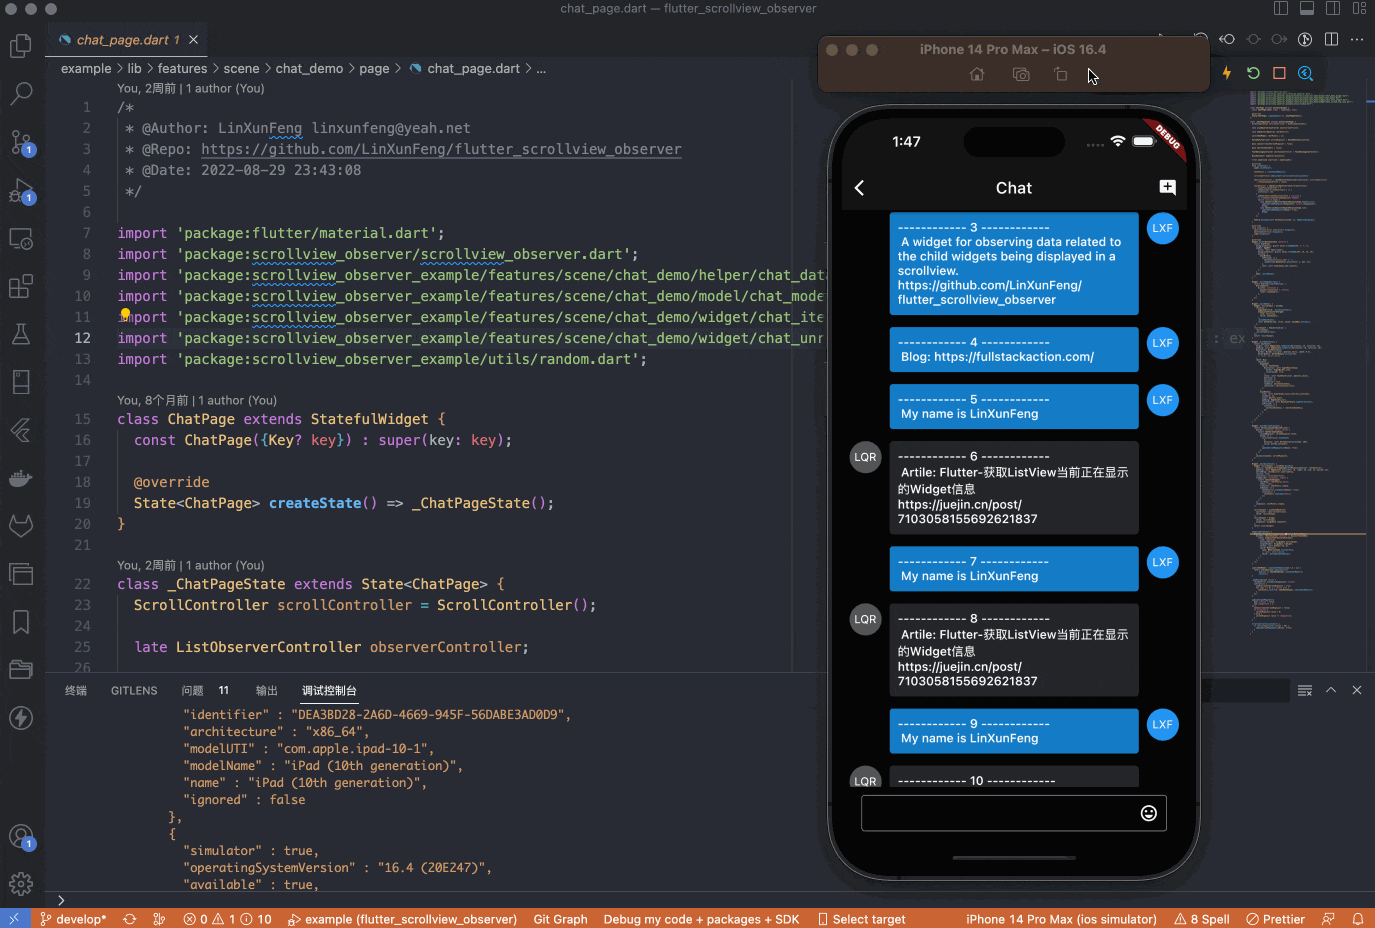 chat_page.dart — flutter_scrollview_observer
chat_page.dart 1
example > lib > features > scene > chat_demo > page > chat_page.dart > ...
You, 2周前 | 1 author (You)
1 /*
2 * @Author: LinXunFeng linxunfeng@yeah.net
3 * @Repo: https://github.com/LinXunFeng/flutter_scrollview_observer
4 * @Date: 2022-08-29 23:43:08
5 */
6
7 import 'package:flutter/material.dart';
8 import 'package:scrollview_observer/scrollview_observer.dart';
9 import 'package:scrollview_observer_example/features/scene/chat_demo/helper/chat_dat
10 import 'package:scrollview_observer_example/features/scene/chat_demo/model/chat_mode
11 import 'package:scrollview_observer_example/features/scene/chat_demo/widget/chat_ite
12 import 'package:scrollview_observer_example/features/scene/chat_demo/widget/chat_unr
13 import 'package:scrollview_observer_example/utils/random.dart';
14
You, 8个月前 | 1 author (You)
15 class ChatPage extends StatefulWidget {
16 const ChatPage({Key? key}) : super(key: key);
17
18 @override
19 State<ChatPage> createState() => _ChatPageState();
20 }
21
You, 2周前 | 1 author (You)
22 class _ChatPageState extends State<ChatPage> {
23 ScrollController scrollController = ScrollController();
24
25 late ListObserverController observerController;
26
: ex
终端 GITLENS 问题 11 输出 调试控制台
"identifier" : "DEA3BD28-2A6D-4669-945F-56DABE3AD0D9",
"architecture" : "x86_64",
"modelUTI" : "com.apple.ipad-10-1",
"modelName" : "iPad (10th generation)",
"name" : "iPad (10th generation)",
"ignored" : false
},
{
"simulator" : true,
"operatingSystemVersion" : "16.4 (20E247)",
"available" : true,
>
iPhone 14 Pro Max – iOS 16.4
1:47
DEBUG
Chat
------------ 3 ------------
A widget for observing data related to
the child widgets being displayed in a
scrollview.
https://github.com/LinXunFeng/
flutter_scrollview_observer
LXF
------------ 4 ------------
Blog: https://fullstackaction.com/
LXF
------------ 5 ------------
My name is LinXunFeng
LXF
LQR
------------ 6 ------------
Artile: Flutter-获取ListView当前正在显示
的Widget信息
https://juejin.cn/post/
7103058155692621837
------------ 7 ------------
My name is LinXunFeng
LXF
LQR
------------ 8 ------------
Artile: Flutter-获取ListView当前正在显示
的Widget信息
https://juejin.cn/post/
7103058155692621837
------------ 9 ------------
My name is LinXunFeng
LXF
LQR
------------ 10 ------------
1
1
1
develop* 0 1 10 example (flutter_scrollview_observer) Git Graph Debug my code + packages + SDK Select target iPhone 14 Pro Max (ios simulator) 8 Spell Prettier